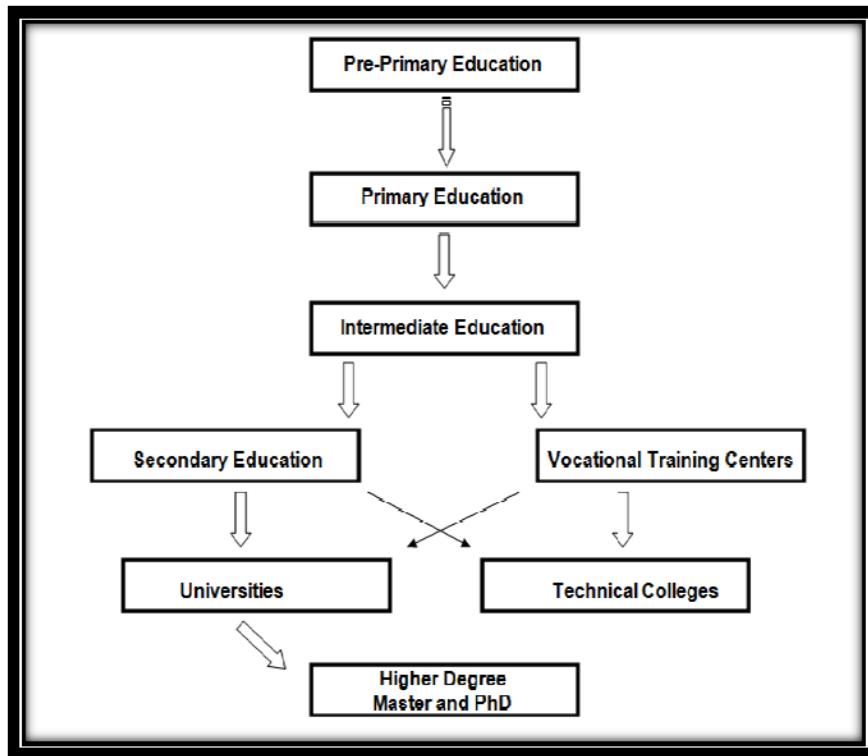 Pre-Primary Education
Primary Education
Intermediate Education
Secondary Education
Vocational Training Centers
Universities
Technical Colleges
Higher Degree
Master and PhD